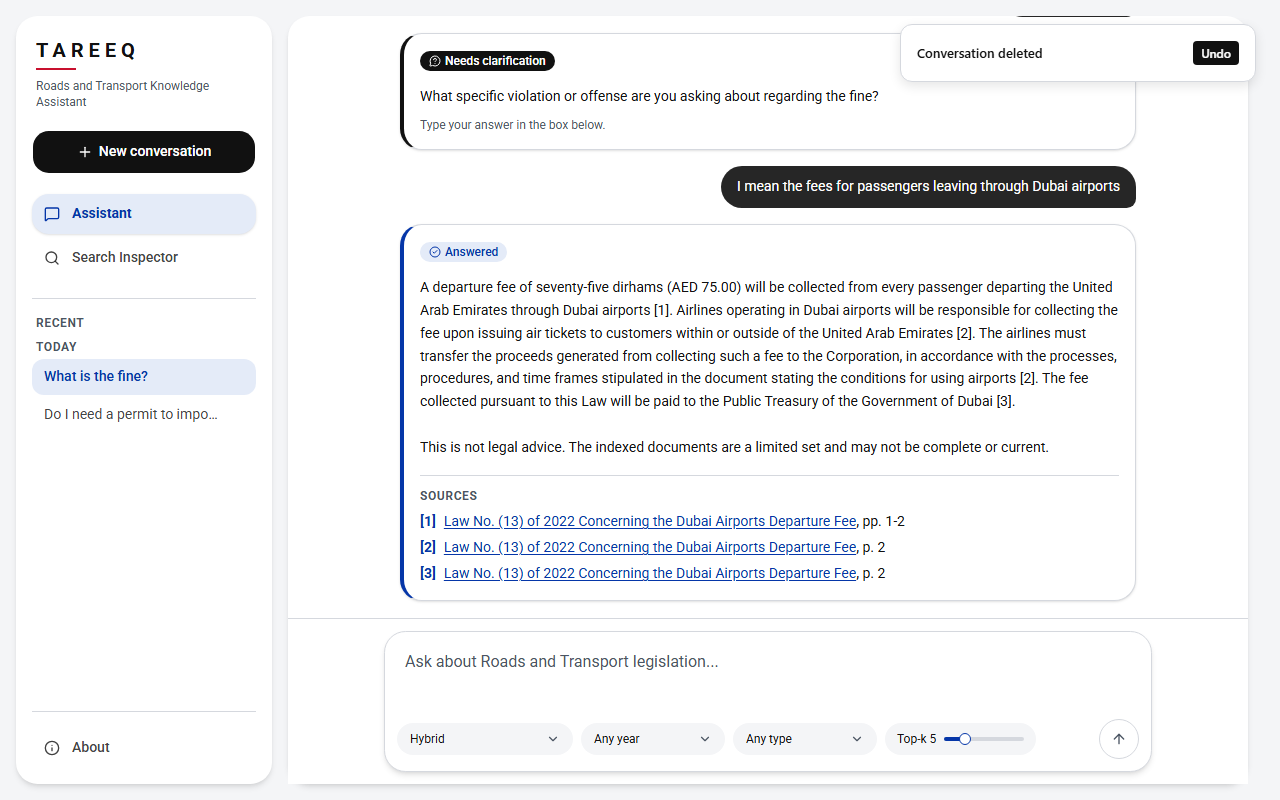 TAREEQ
Roads and Transport Knowledge
Assistant
New conversation
Assistant
Search Inspector
RECENT
TODAY
What is the fine?
Do I need a permit to impo...
About
Conversation deleted
Undo
Needs clarification
What specific violation or offense are you asking about regarding the fine?
Type your answer in the box below.
I mean the fees for passengers leaving through Dubai airports
Answered
A departure fee of seventy-five dirhams (AED 75.00) will be collected from every passenger departing the United
Arab Emirates through Dubai airports [1]. Airlines operating in Dubai airports will be responsible for collecting the
fee upon issuing air tickets to customers within or outside of the United Arab Emirates [2]. The airlines must
transfer the proceeds generated from collecting such a fee to the Corporation, in accordance with the processes,
procedures, and time frames stipulated in the document stating the conditions for using airports [2]. The fee
collected pursuant to this Law will be paid to the Public Treasury of the Government of Dubai [3].
This is not legal advice. The indexed documents are a limited set and may not be complete or current.
SOURCES
[1] Law No. (13) of 2022 Concerning the Dubai Airports Departure Fee, pp. 1-2
[2] Law No. (13) of 2022 Concerning the Dubai Airports Departure Fee, p. 2
[3] Law No. (13) of 2022 Concerning the Dubai Airports Departure Fee, p. 2
Ask about Roads and Transport legislation...
Hybrid
Any year
Any type
Top-k 5